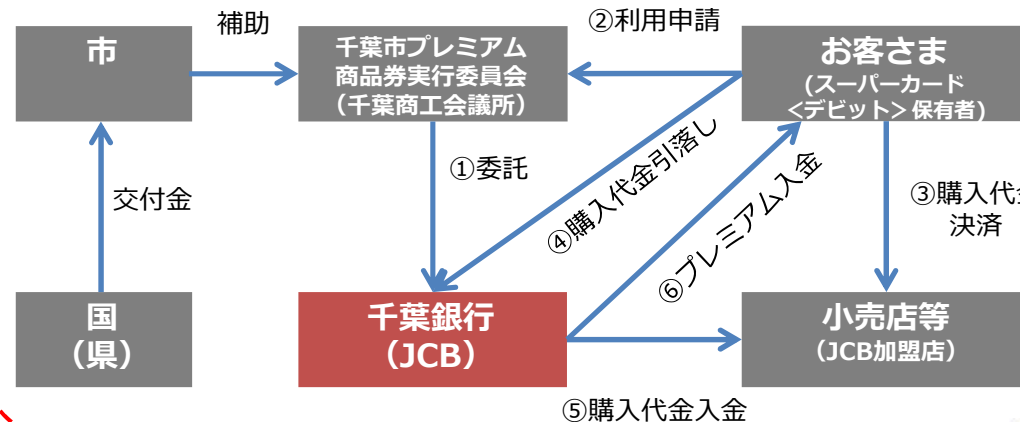 市
補助
千葉市プレミアム
商品券実行委員会
（千葉商工会議所）
②利用申請
お客さま
(スーパーカード
<デビット> 保有者)
交付金
①委託
④購入代金引落し
⑥プレミアム入金
③購入代金
決済
国
（県）
千葉銀行
（JCB）
小売店等
（JCB加盟店）
⑤購入代金入金